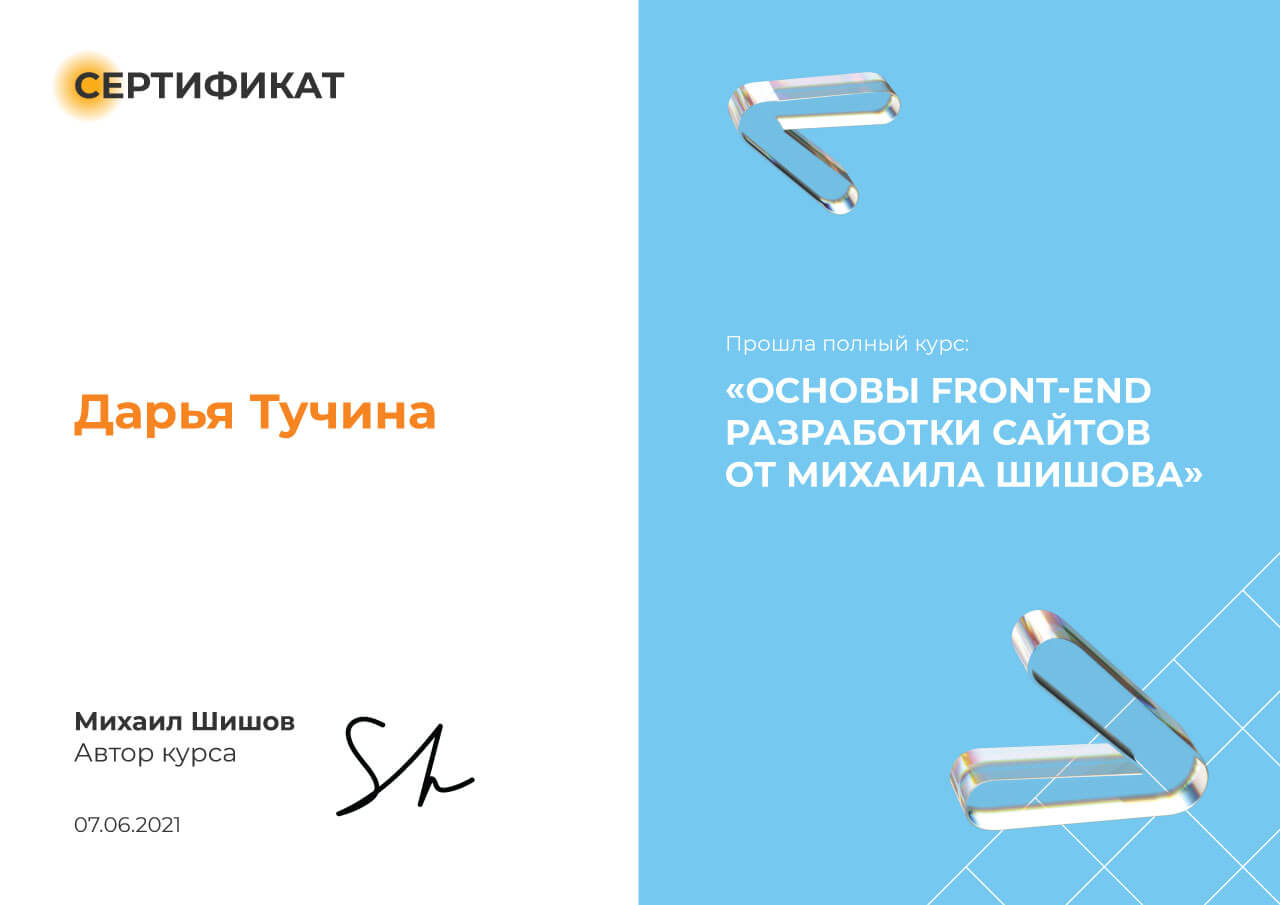 СЕРТИФИКАТ
Дарья Тучина
Михаил Шишов
Автор курса
07.06.2021
Прошла полный курс:
«ОСНОВЫ FRONT-END
РАЗРАБОТКИ САЙТОВ
ОТ МИХАИЛА ШИШОВА»